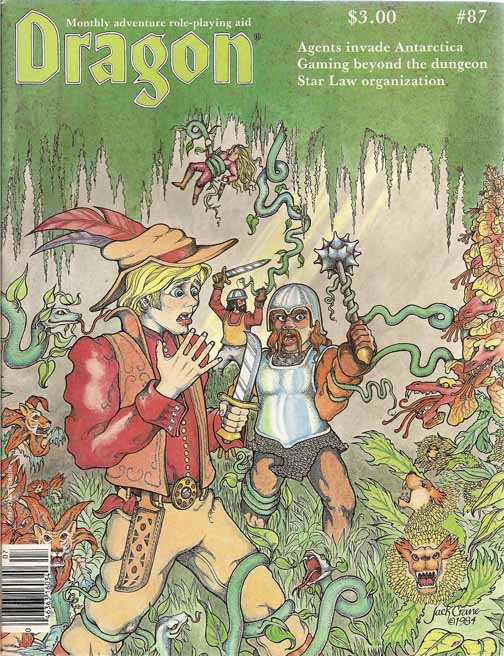 Monthly adventure role-playing aid
Dragon®
$3.00 #87
Agents invade Antarctica
Gaming beyond the dungeon
Star Law organization
07
Jack Crane
©1984